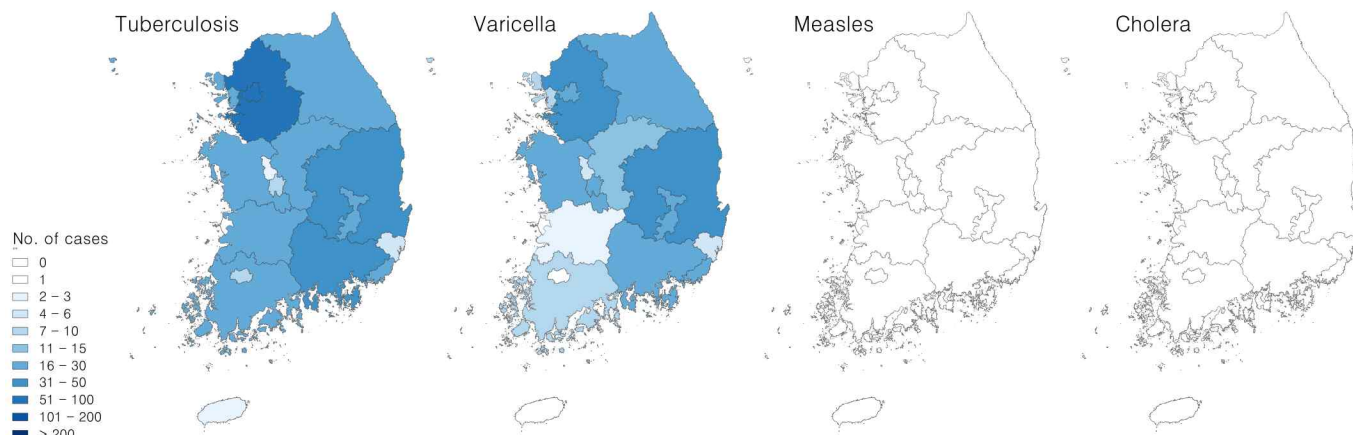 Tuberculosis
Varicella
Measles
Cholera
No. of cases
0
1
2 – 3
4 – 6
7 – 10
11 – 15
16 – 30
31 – 50
51 – 100
101 – 200
> 200